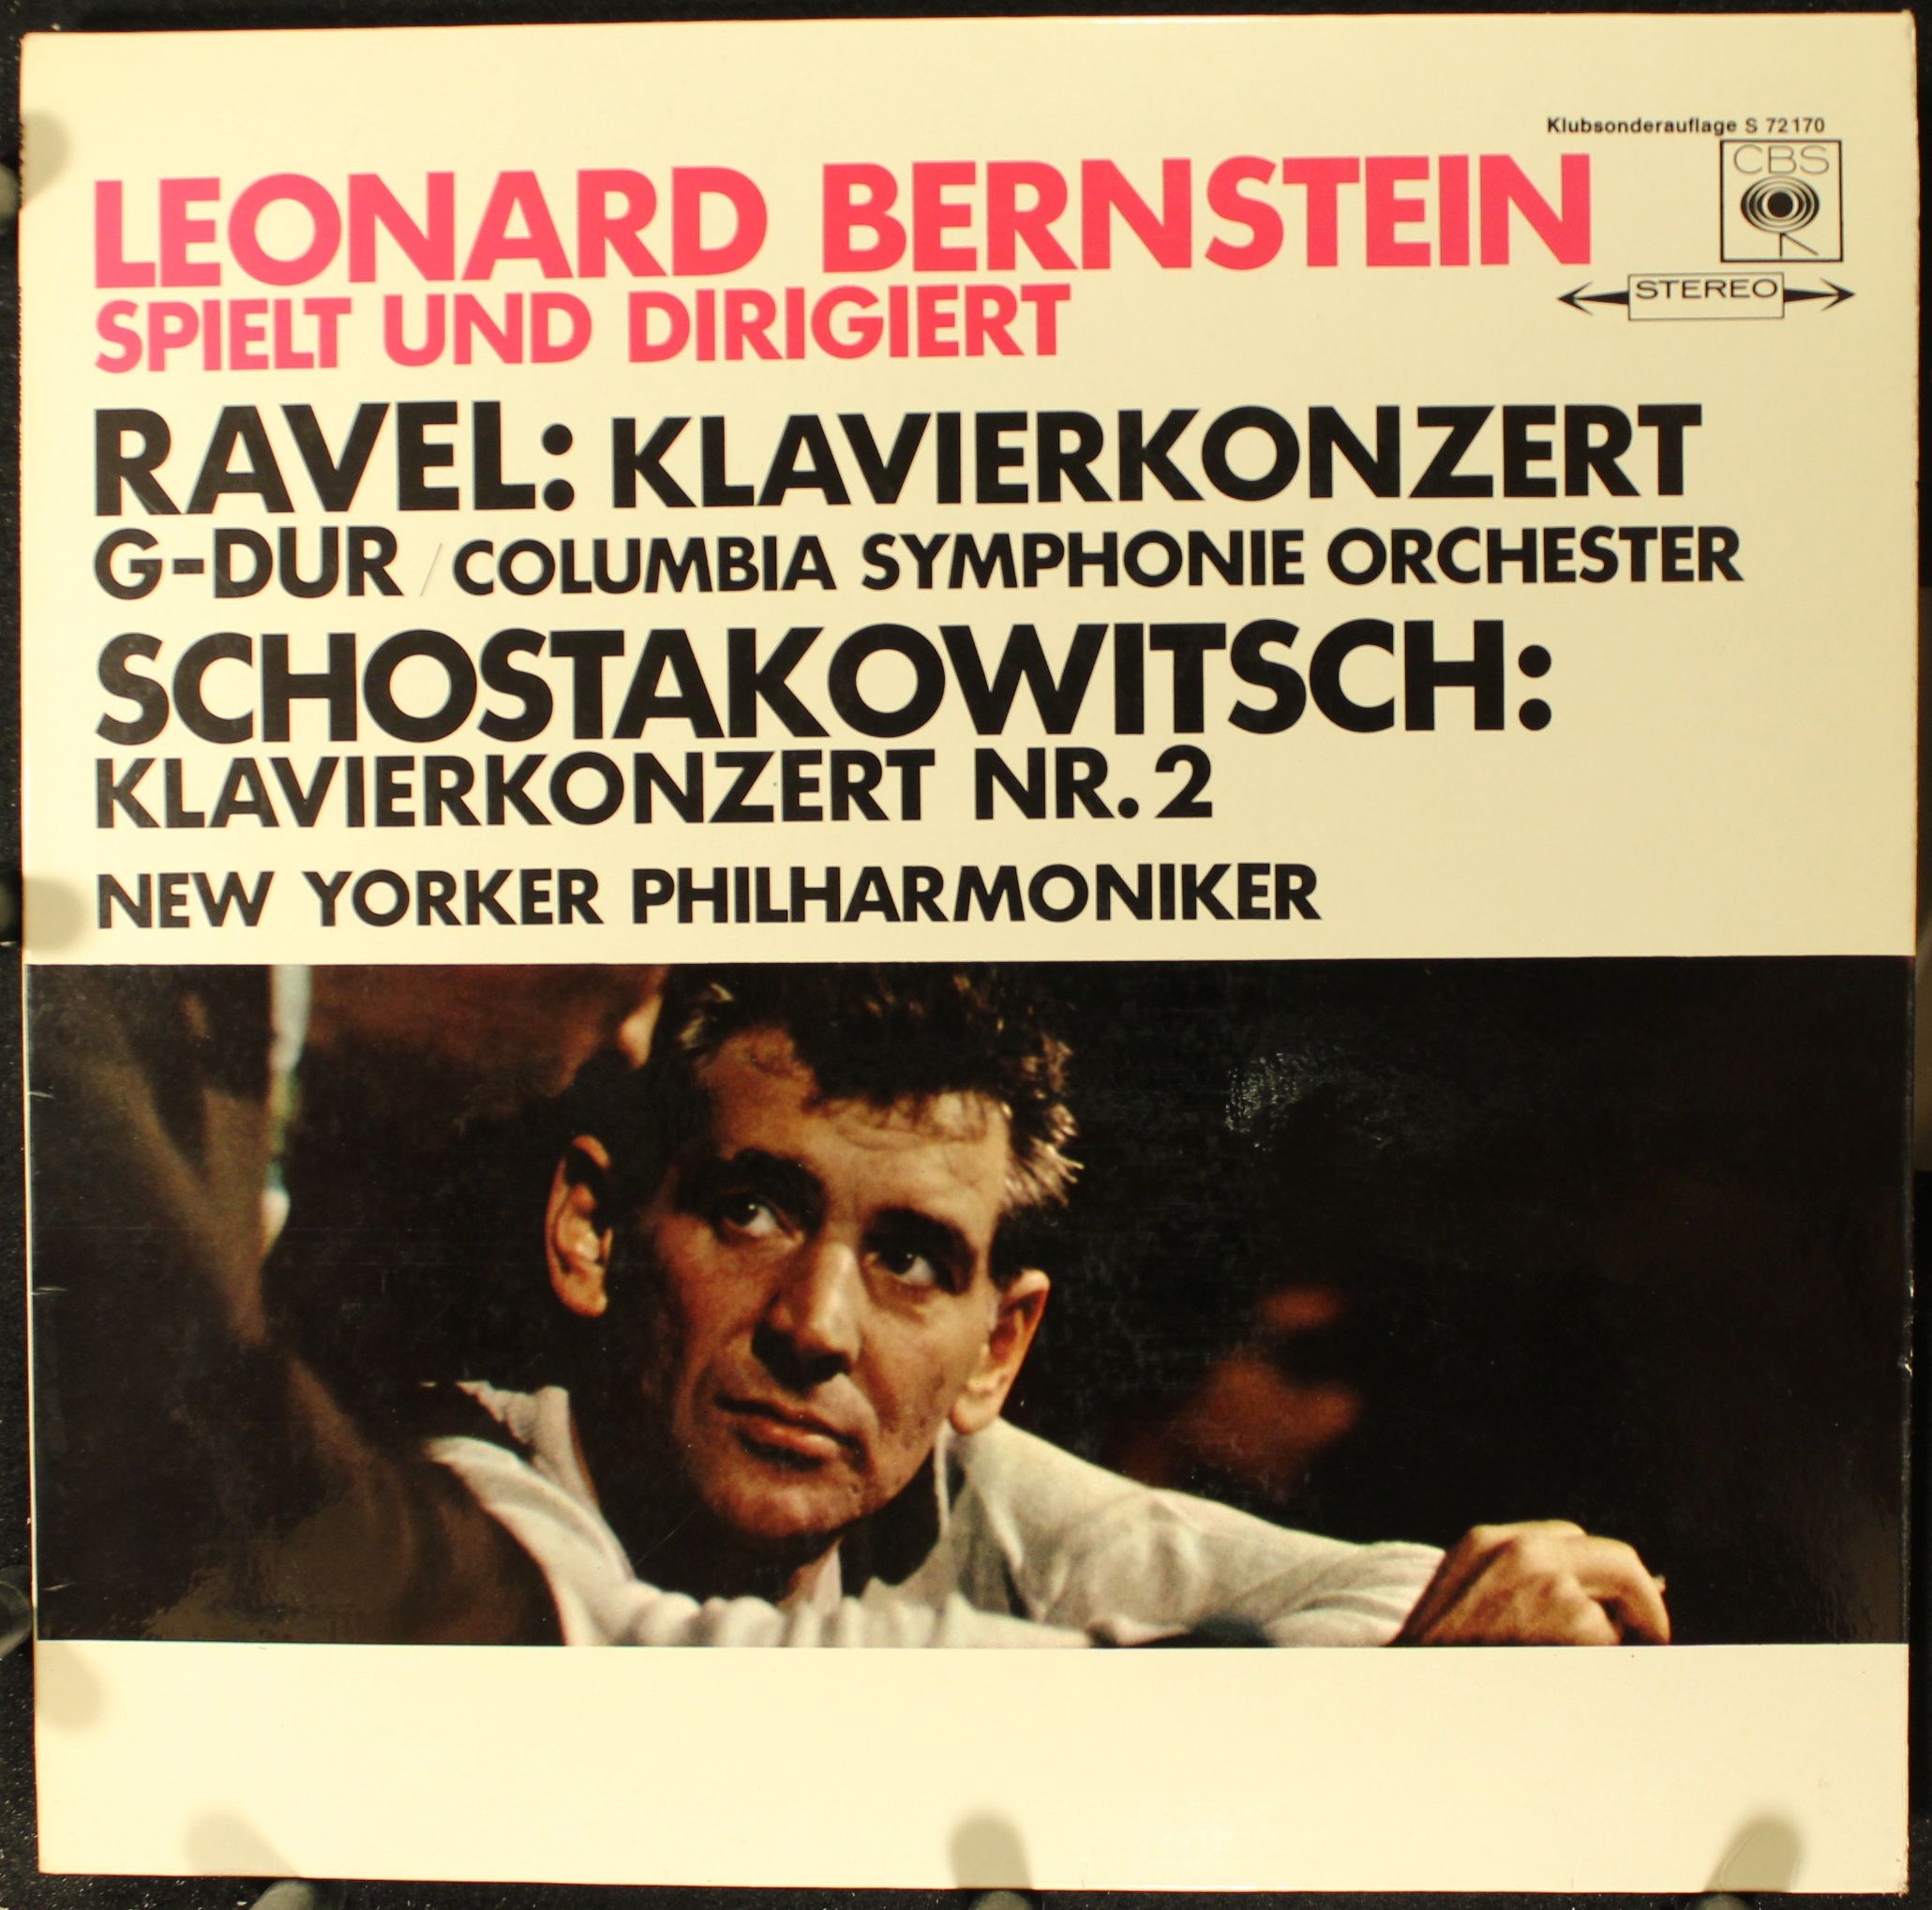 Klubsonderauflage S 72170
CBS
LEONARD BERNSTEIN
STEREO
SPIELT UND DIRIGIERT
RAVEL: KLAVIERKONZERT
G-DUR / COLUMBIA SYMPHONIE ORCHESTER
SCHOSTAKOWITSCH:
KLAVIERKONZERT NR. 2
NEW YORKER PHILHARMONIKER